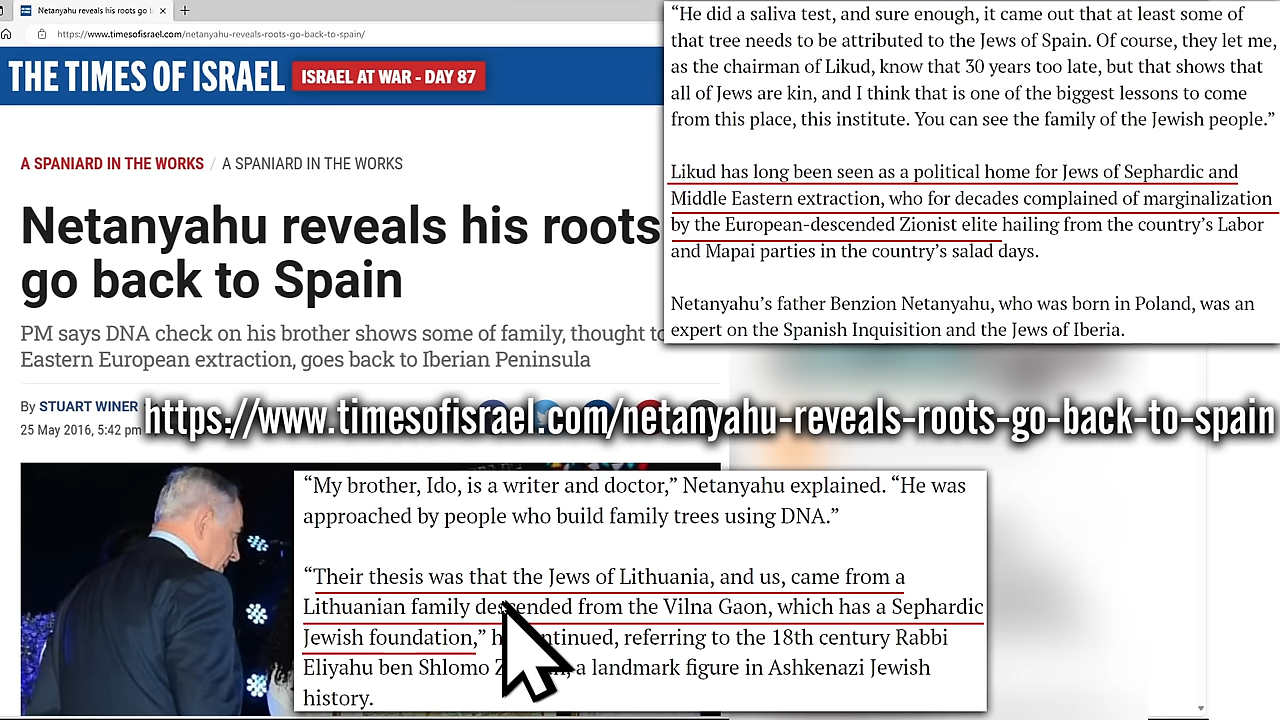 Netanyahu reveals his roots go b
https://www.timesofisrael.com/netanyahu-reveals-roots-go-back-to-spain/
THE TIMES OF ISRAEL
ISRAEL AT WAR - DAY 87
A SPANIARD IN THE WORKS / A SPANIARD IN THE WORKS
Netanyahu reveals his roots
go back to Spain
PM says DNA check on his brother shows some of family, thought to
Eastern European extraction, goes back to Iberian Peninsula
By STUART WINER
25 May 2016, 5:42 pm
“He did a saliva test, and sure enough, it came out that at least some of
that tree needs to be attributed to the Jews of Spain. Of course, they let me,
as the chairman of Likud, know that 30 years too late, but that shows that
all of Jews are kin, and I think that is one of the biggest lessons to come
from this place, this institute. You can see the family of the Jewish people.”
Likud has long been seen as a political home for Jews of Sephardic and
Middle Eastern extraction, who for decades complained of marginalization
by the European-descended Zionist elite hailing from the country’s Labor
and Mapai parties in the country’s salad days.
Netanyahu’s father Benzion Netanyahu, who was born in Poland, was an
expert on the Spanish Inquisition and the Jews of Iberia.
https://www.timesofisrael.com/netanyahu-reveals-roots-go-back-to-spain
“My brother, Ido, is a writer and doctor,” Netanyahu explained. “He was
approached by people who build family trees using DNA.”
“Their thesis was that the Jews of Lithuania, and us, came from a
Lithuanian family descended from the Vilna Gaon, which has a Sephardic
Jewish foundation,” h ntinued, referring to the 18th century Rabbi
Eliyahu ben Shlomo Z a landmark figure in Ashkenazi Jewish
history.